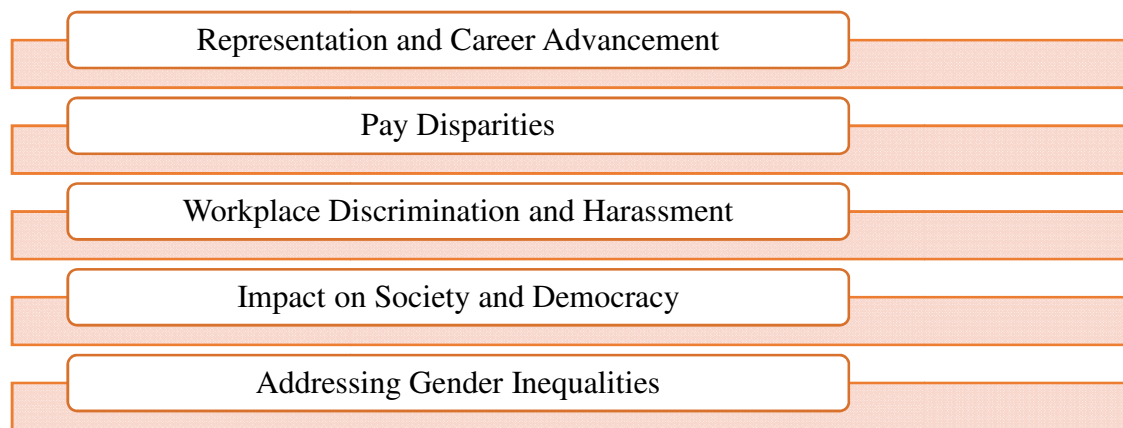 Representation and Career Advancement
Pay Disparities
Workplace Discrimination and Harassment
Impact on Society and Democracy
Addressing Gender Inequalities